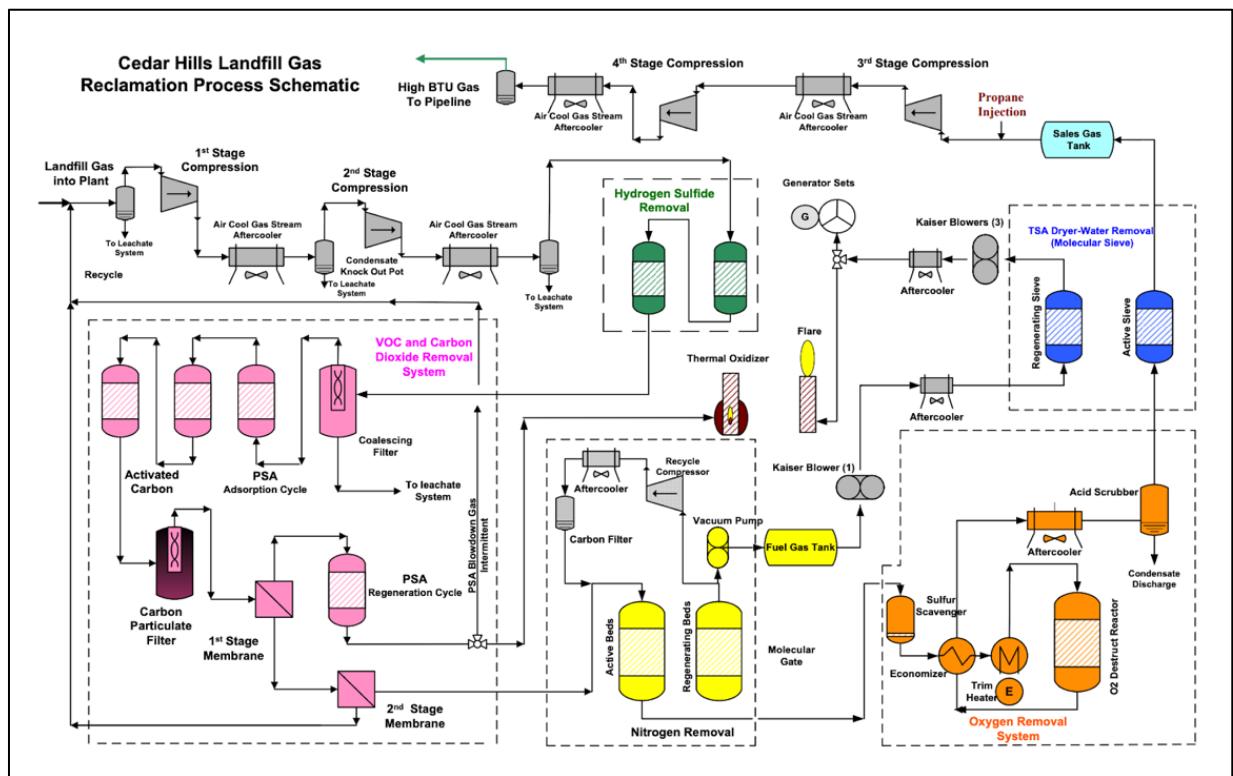 Cedar Hills Landfill Gas
Reclamation Process Schematic
High BTU Gas
To Pipeline
4th Stage Compression
Air Cool Gas Stream
Aftercooler
3rd Stage Compression
Air Cool Gas Stream
Aftercooler
Propane
Injection
Sales Gas
Tank
Landfill Gas
into Plant
1st Stage
Compression
To Leachate
System
Air Cool Gas Stream
Aftercooler
2nd Stage
Compression
Condensate
Knock Out Pot
To Leachate
System
Air Cool Gas Stream
Aftercooler
To Leachate
System
Recycle
Hydrogen Sulfide
Removal
Generator Sets
G
Kaiser Blowers (3)
Aftercooler
TSA Dryer-Water Removal
(Molecular Sieve)
Regenerating Sieve
Active Sieve
Flare
Thermal Oxidizer
Aftercooler
VOC and Carbon
Dioxide Removal
System
Activated
Carbon
PSA
Adsorption Cycle
Coalescing
Filter
To leachate
System
PSA Blowdown Gas
Intermittent
Carbon
Particulate
Filter
1st Stage
Membrane
PSA
Regeneration Cycle
2nd Stage
Membrane
Aftercooler
Recycle
Compressor
Carbon Filter
Vacuum Pump
Fuel Gas Tank
Kaiser Blower (1)
Active Beds
Regenerating Beds
Molecular
Gate
Nitrogen Removal
Acid Scrubber
Aftercooler
Condensate
Discharge
Sulfur
Scavenger
Economizer
Trim
Heater
E
O2 Destruct Reactor
Oxygen Removal
System